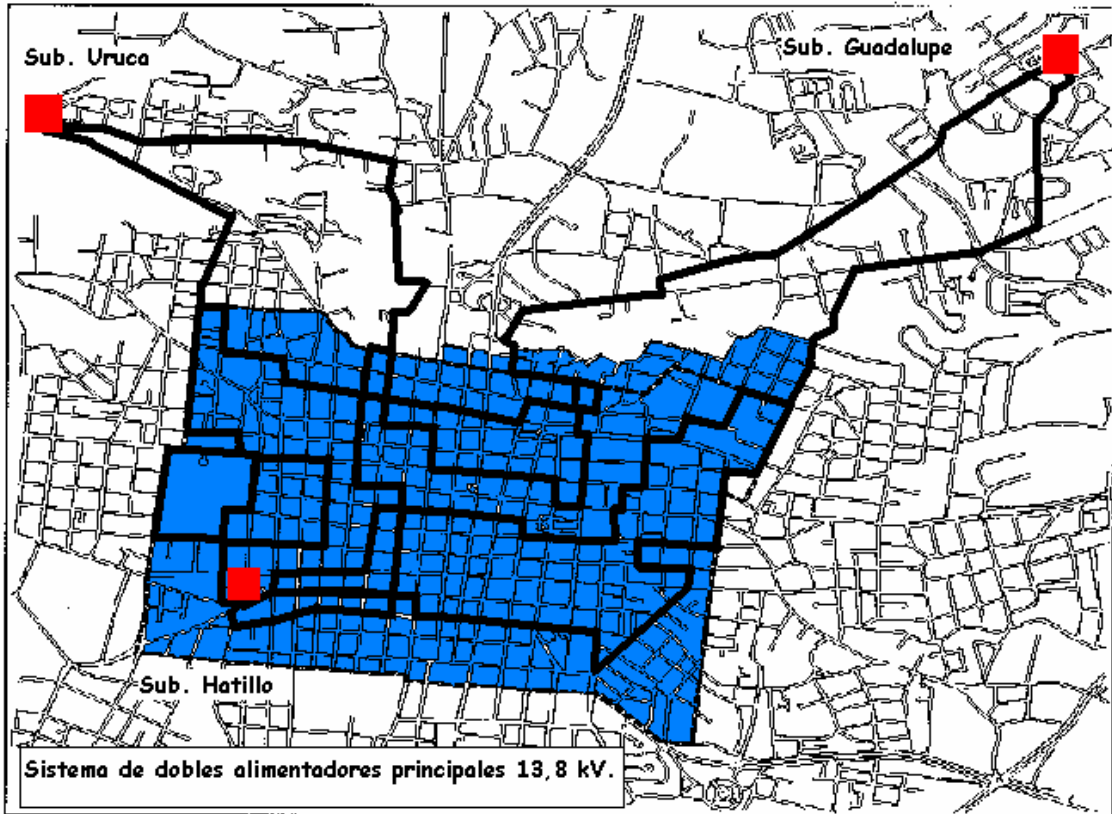 Sub. Uruca
Sub. Guadalupe
Sub. Hatillo
Sistema de dobles alimentadores principales 13,8 kV.